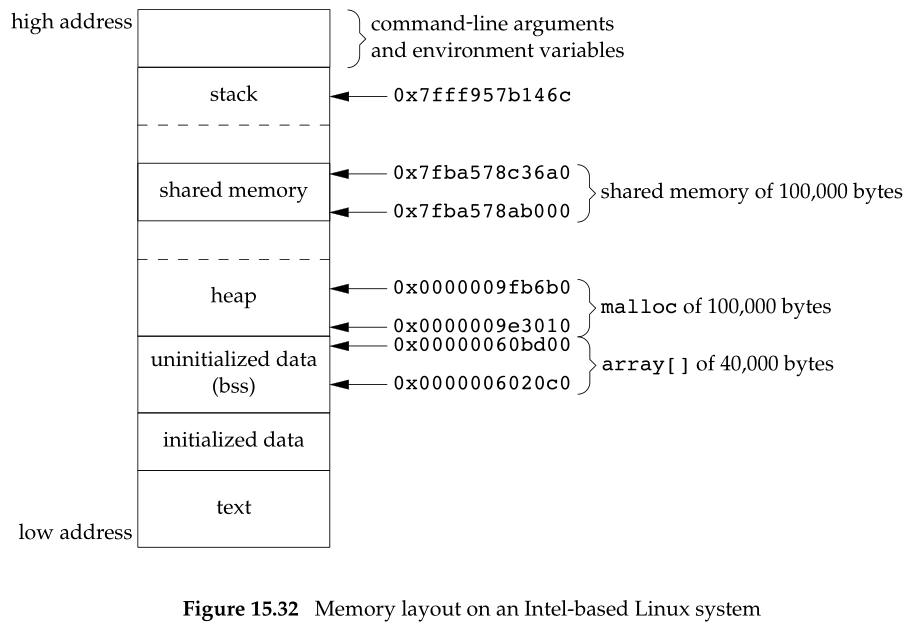 high address
command-line arguments
and environment variables
stack
0x7fff957b146c
0x7fba578c36a0
shared memory
shared memory of 100,000 bytes
0x7fba578ab000
0x0000009fb6b0
heap
malloc of 100,000 bytes
0x0000009e3010
0x00000060bd00
uninitialized data
(bss)
array[] of 40,000 bytes
0x0000006020c0
initialized data
text
low address
Figure 15.32 Memory layout on an Intel-based Linux system